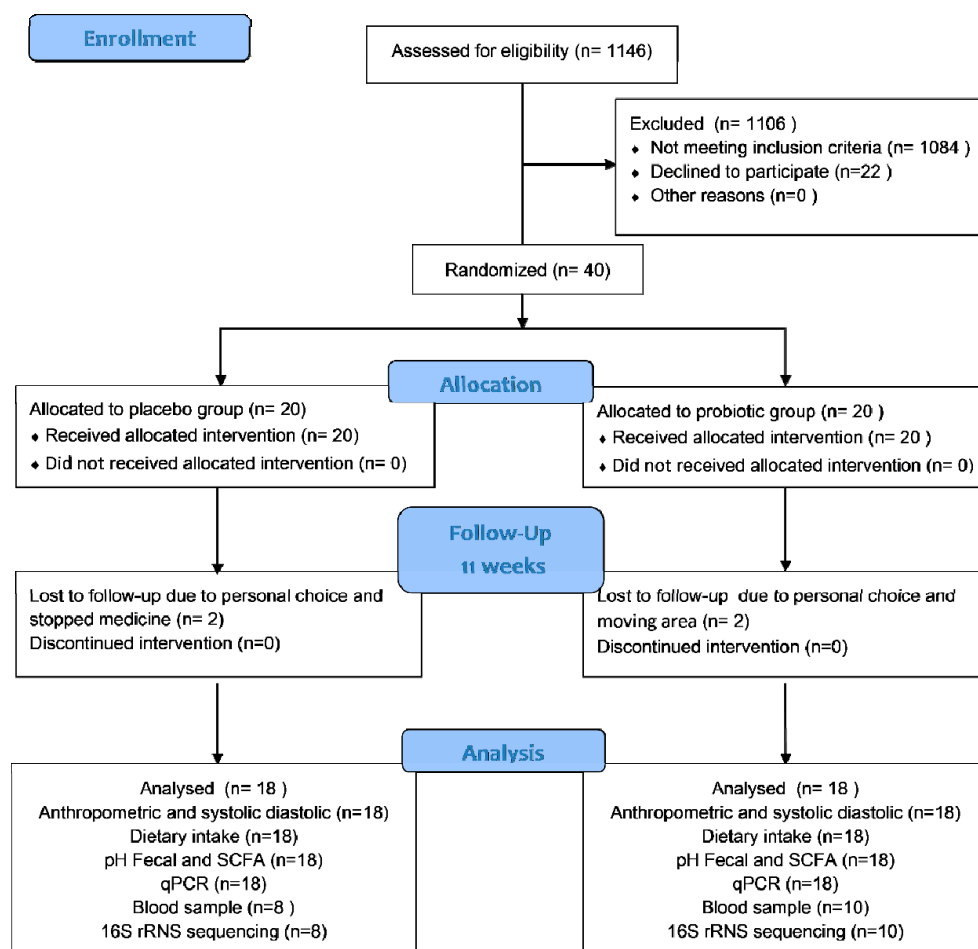 Enrollment
Assessed for eligibility (n= 1146)
Excluded (n= 1106 )
♦ Not meeting inclusion criteria (n= 1084 )
♦ Declined to participate (n=22 )
♦ Other reasons (n=0 )
Randomized (n= 40)
Allocation
Allocated to placebo group (n= 20)
♦ Received allocated intervention (n= 20)
♦ Did not received allocated intervention (n= 0)
Allocated to probiotic group (n= 20 )
♦ Received allocated intervention (n= 20 )
♦ Did not received allocated intervention (n= 0)
Follow-Up
11 weeks
Lost to follow-up due to personal choice and
stopped medicine (n= 2)
Discontinued intervention (n=0)
Lost to follow-up due to personal choice and
moving area (n= 2)
Discontinued intervention (n=0)
Analysis
Analysed (n= 18 )
Anthropometric and systolic diastolic (n=18)
Dietary intake (n=18)
pH Fecal and SCFA (n=18)
qPCR (n=18)
Blood sample (n=8 )
16S rRNS sequencing (n=8)
Analysed (n= 18 )
Anthropometric and systolic diastolic (n=18)
Dietary intake (n=18)
pH Fecal and SCFA (n=18)
qPCR (n=18)
Blood sample (n=10)
16S rRNS sequencing (n=10)